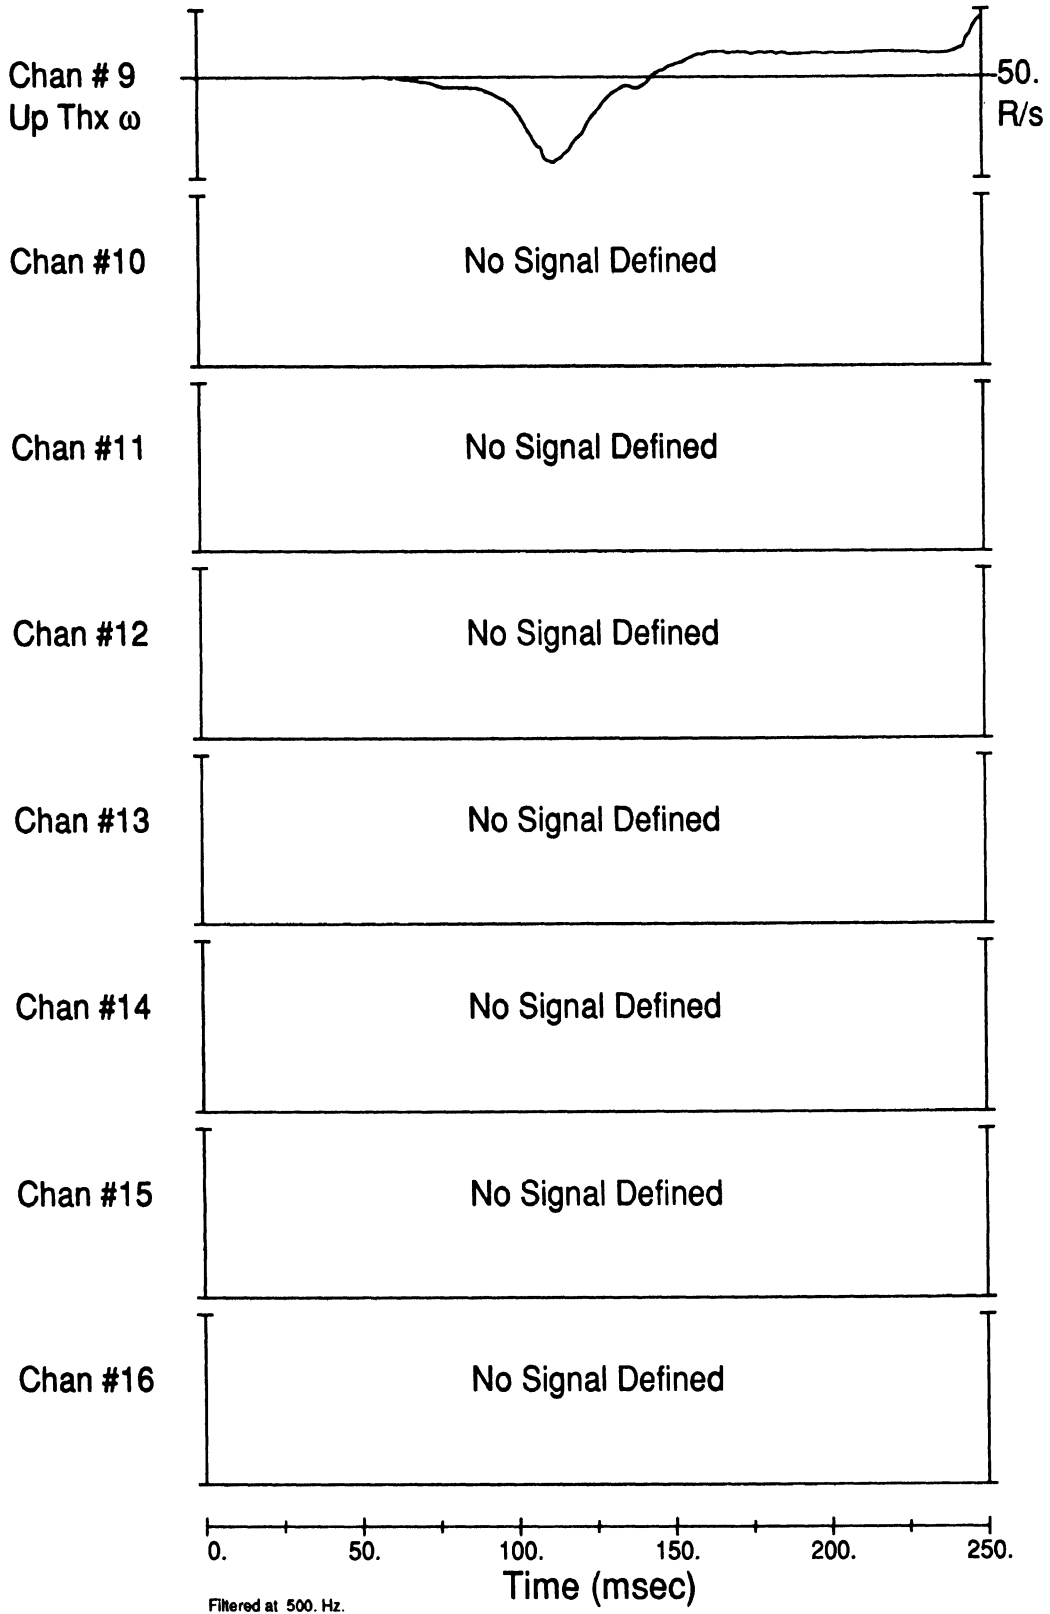 Chan # 9
Up Thx ω
50.
R/s
Chan #10
No Signal Defined
Chan #11
No Signal Defined
Chan #12
No Signal Defined
Chan #13
No Signal Defined
Chan #14
No Signal Defined
Chan #15
No Signal Defined
Chan #16
No Signal Defined
0. 50. 100. 150. 200. 250.
Time (msec)
Filtered at 500. Hz.